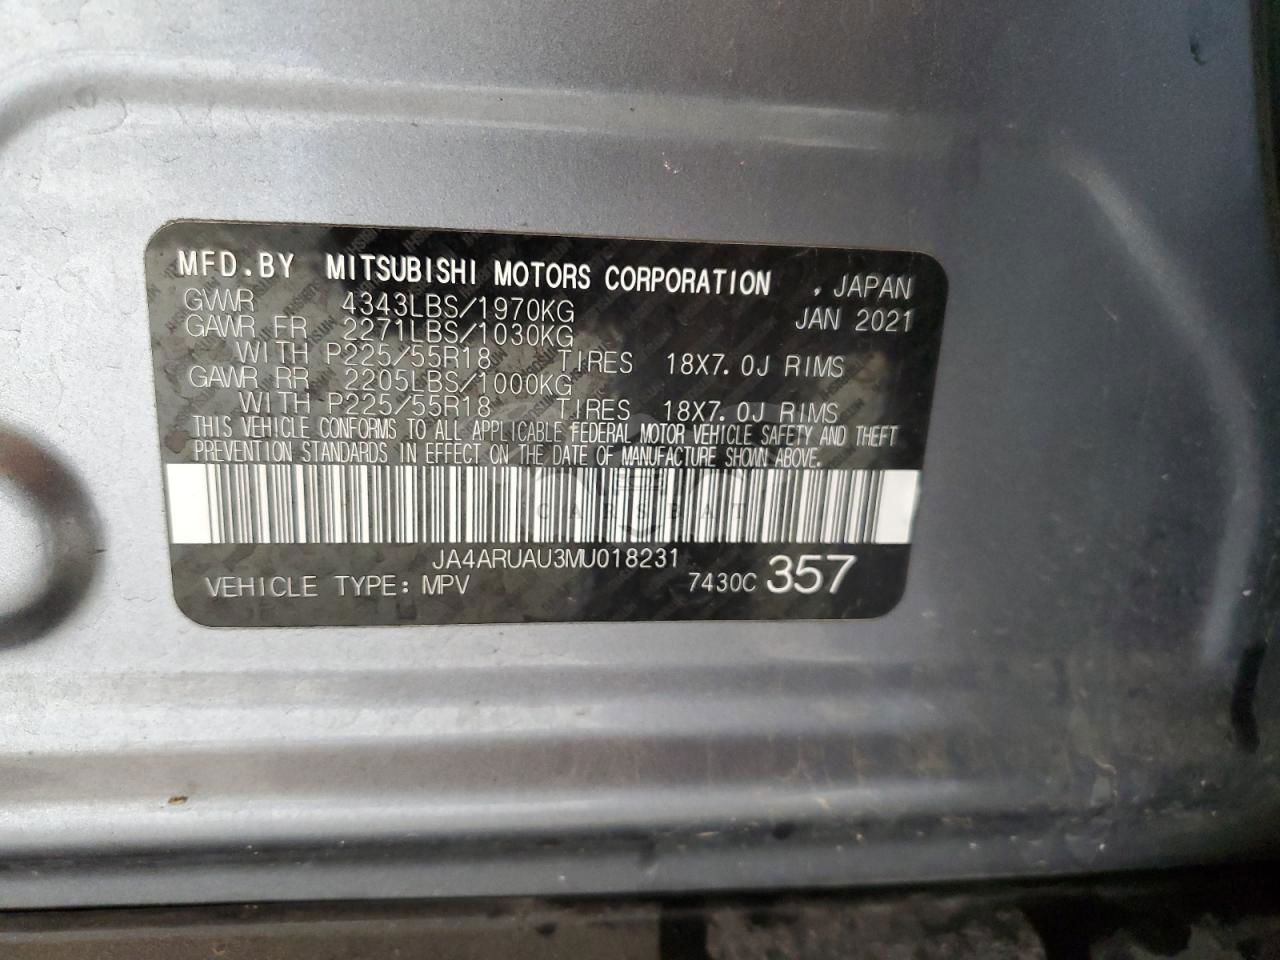 MFD.BY MITSUBISHI MOTORS CORPORATION , JAPAN
GVWR 4343LBS/1970KG JAN 2021
GAWR FR 2271LBS/1030KG
WITH P225/55R18 TIRES 18X7.0J RIMS
GAWR RR 2205LBS/1000KG
WITH P225/55R18 TIRES 18X7.0J RIMS
THIS VEHICLE CONFORMS TO ALL APPLICABLE FEDERAL MOTOR VEHICLE SAFETY AND THEFT
PREVENTION STANDARDS IN EFFECT ON THE DATE OF MANUFACTURE SHOWN ABOVE.
CARSBAT
JA4ARUAU3MU018231
VEHICLE TYPE: MPV 7430C 357